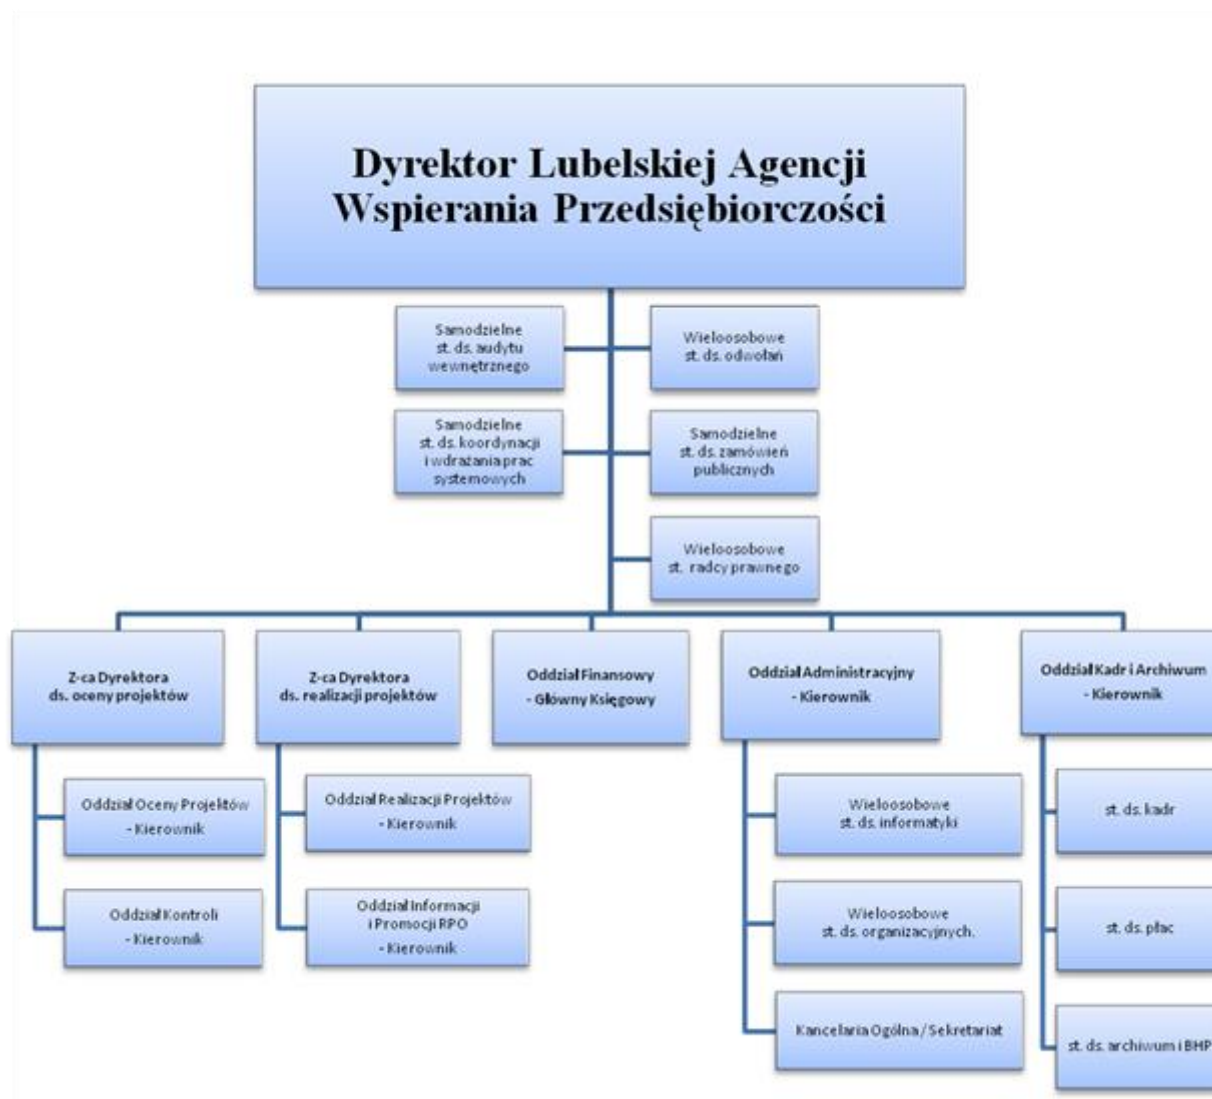 Dyrektor Lubelskiej Agencji
Wspierania Przedsiębiorczości
Samodzielne
st. ds. audytu
wewnętrznego
Wieloosobowe
st. ds. odwołań
Samodzielne
st. ds. koordynacji
i wdrażania prac
systemowych
Samodzielne
st. ds. zamówień
publicznych
Wieloosobowe
st. radcy prawnego
Z-ca Dyrektora
ds. oceny projektów
Z-ca Dyrektora
ds. realizacji projektów
Oddział Finansowy
- Główny Księgowy
Oddział Administracyjny
- Kierownik
Oddział Kadr i Archiwum
- Kierownik
Oddział Oceny Projektów
- Kierownik
Oddział Kontroli
- Kierownik
Oddział Realizacji Projektów
- Kierownik
Oddział Informacji
i Promocji RPO
- Kierownik
Wieloosobowe
st. ds. informatyki
Wieloosobowe
st. ds. organizacyjnych.
Kancelaria Ogólna / Sekretariat
st. ds. kadr
st. ds. płac
st. ds. archiwum i BHP